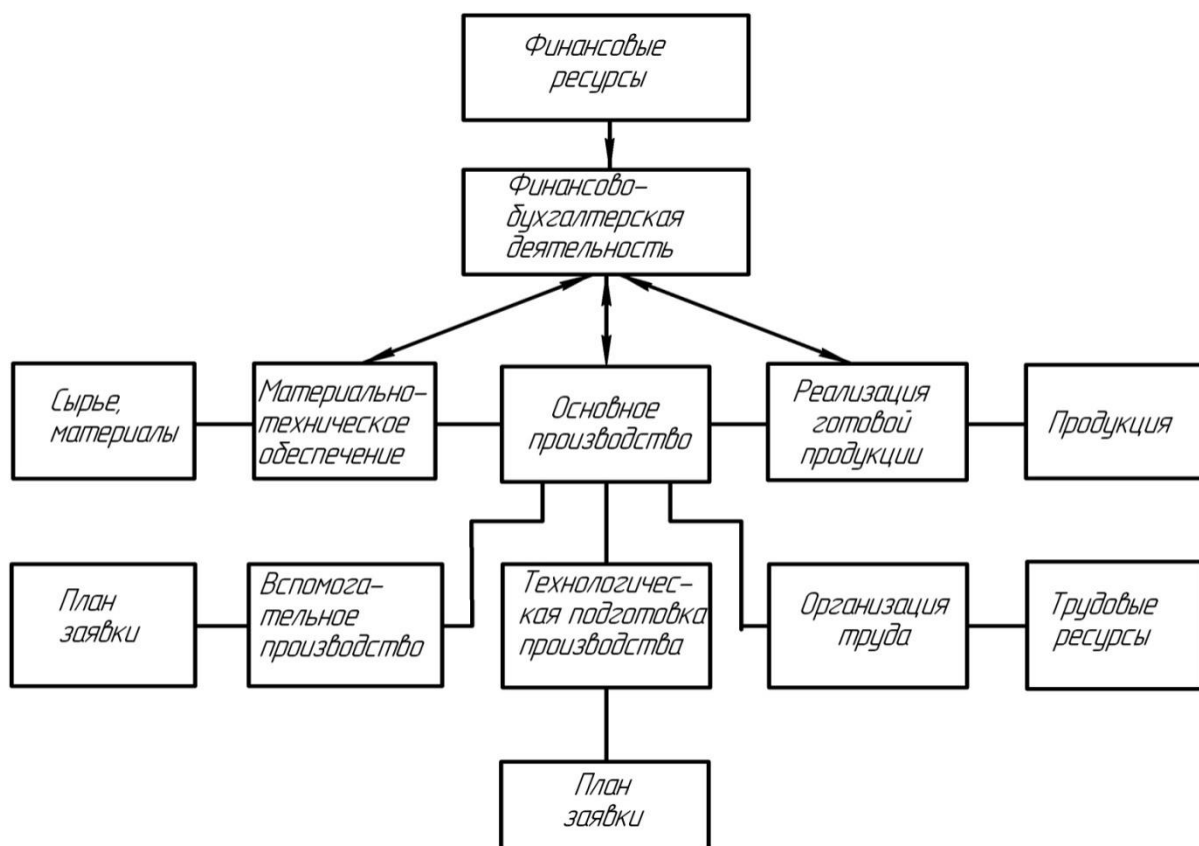 Финансовые
ресурсы
Финансово-
бухгалтерская
деятельность
Сырье,
материалы
Материально-
техническое
обеспечение
Основное
производство
Реализация
готовой
продукции
Продукция
План
заявки
Вспомога-
тельное
производство
Технологичес-
кая подготовка
производства
Организация
труда
Трудовые
ресурсы
План
заявки